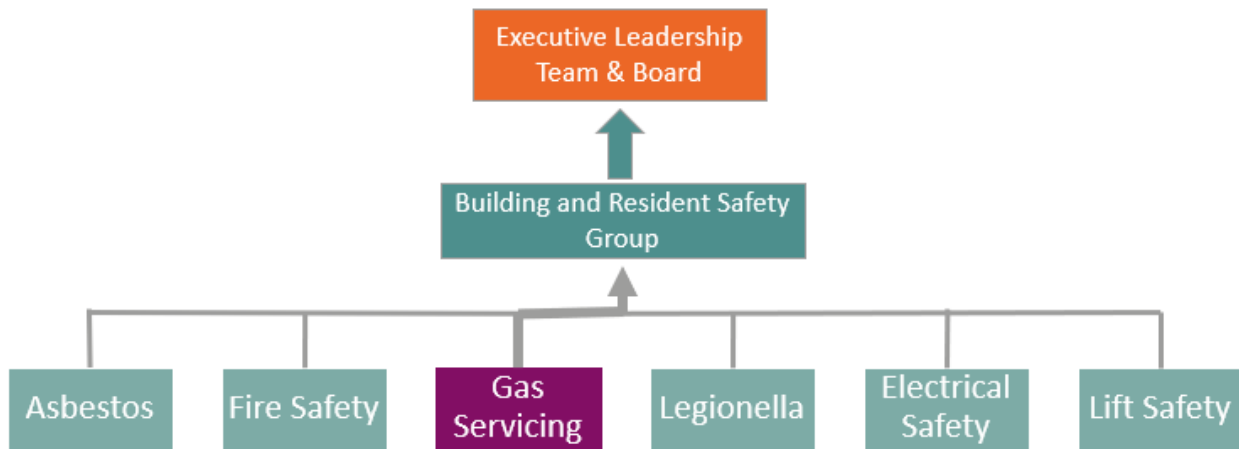 Executive Leadership
Team & Board
Building and Resident Safety
Group
Asbestos
Fire Safety
Gas
Servicing
Legionella
Electrical
Safety
Lift Safety